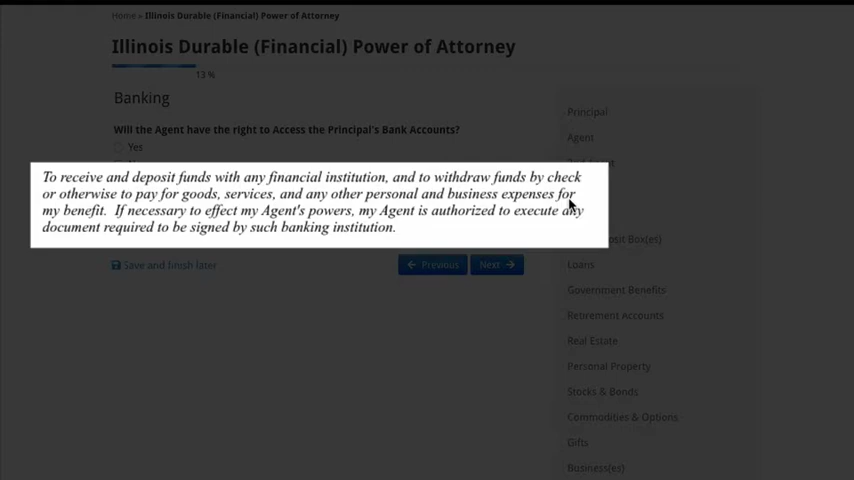 Home > Illinois Durable (Financial) Power of Attorney
Illinois Durable (Financial) Power of Attorney
13 %
Banking
Will the Agent have the right to Access the Principal's Bank Accounts?
Yes
To receive and deposit funds with any financial institution, and to withdraw funds by check
or otherwise to pay for goods, services, and any other personal and business expenses for
my benefit. If necessary to effect my Agent's powers, my Agent is authorized to execute any
document required to be signed by such banking institution.
Save and finish later
Previous
Next
Principal
Agent
Box(es)
Loans
Government Benefits
Retirement Accounts
Real Estate
Personal Property
Stocks & Bonds
Commodities & Options
Gifts
Business(es)